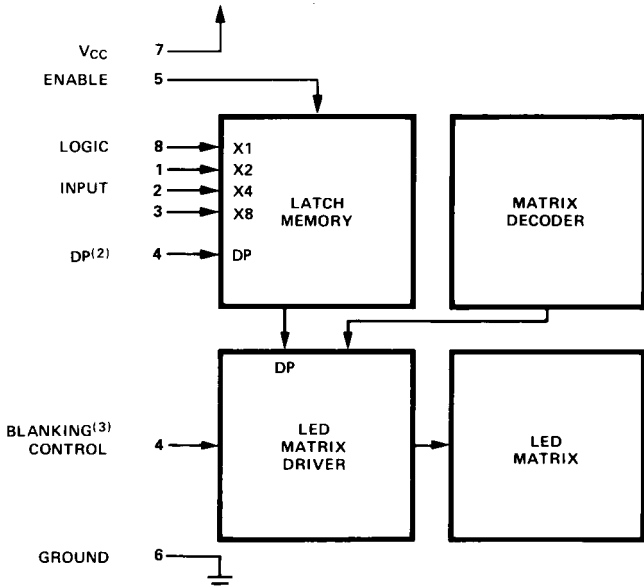 VCC 7
ENABLE 5
LOGIC 8 X1
1 X2
INPUT 2 X4
3 X8
LATCH
MEMORY
MATRIX
DECODER
DP(2) 4 DP
DP
BLANKING(3)
CONTROL 4
LED
MATRIX
DRIVER
LED
MATRIX
GROUND 6